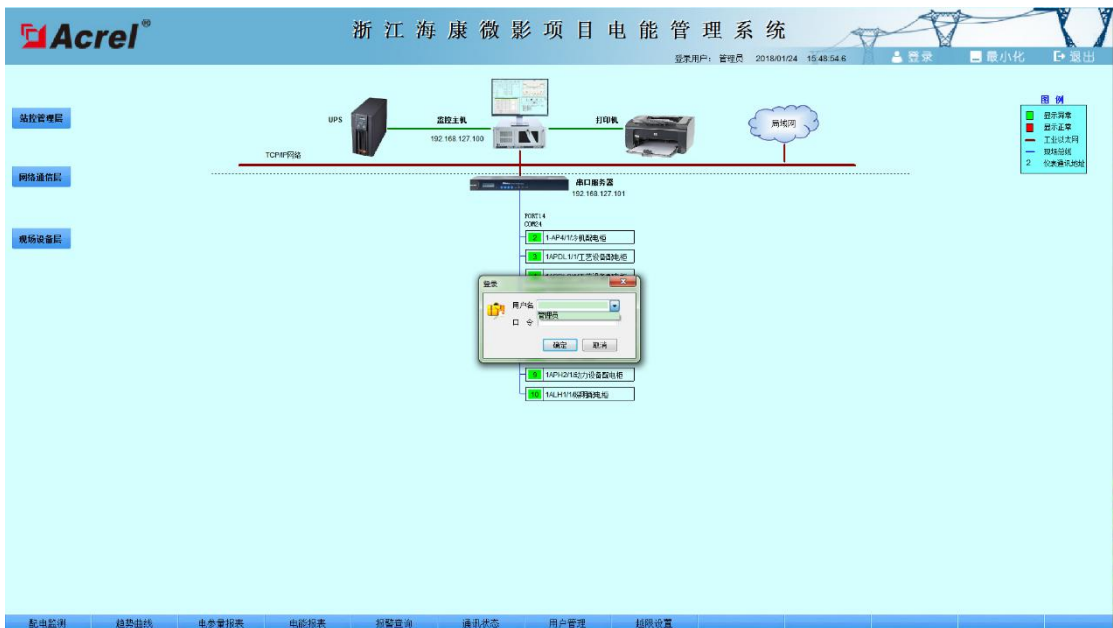 Acrel®
浙江海康微影项目电能管理系统
登录用户： 管理员 2018/01/24 15:48:54.6
登录 最小化 退出
站控管理层
网络通信层
现场设备层
UPS
监控主机
192.168.127.100
打印机
局域网
TCP/IP网络
串口服务器
192.168.127.101
图 例
显示异常
显示正常
工业以太网
现场总线
2 仪表通讯地址
PORT14
COM24
2 1-AP4/1冷机配电柜
3 1APDL1/1工艺设备配电柜
登录
用户名
管理员
口 令
确定 取消
9 1APH2/1动力设备配电柜
10 1ALH1/1照明配电柜
配电监测 趋势曲线 电参量报表 电能报表 报警查询 通讯状态 用户管理 越限设置